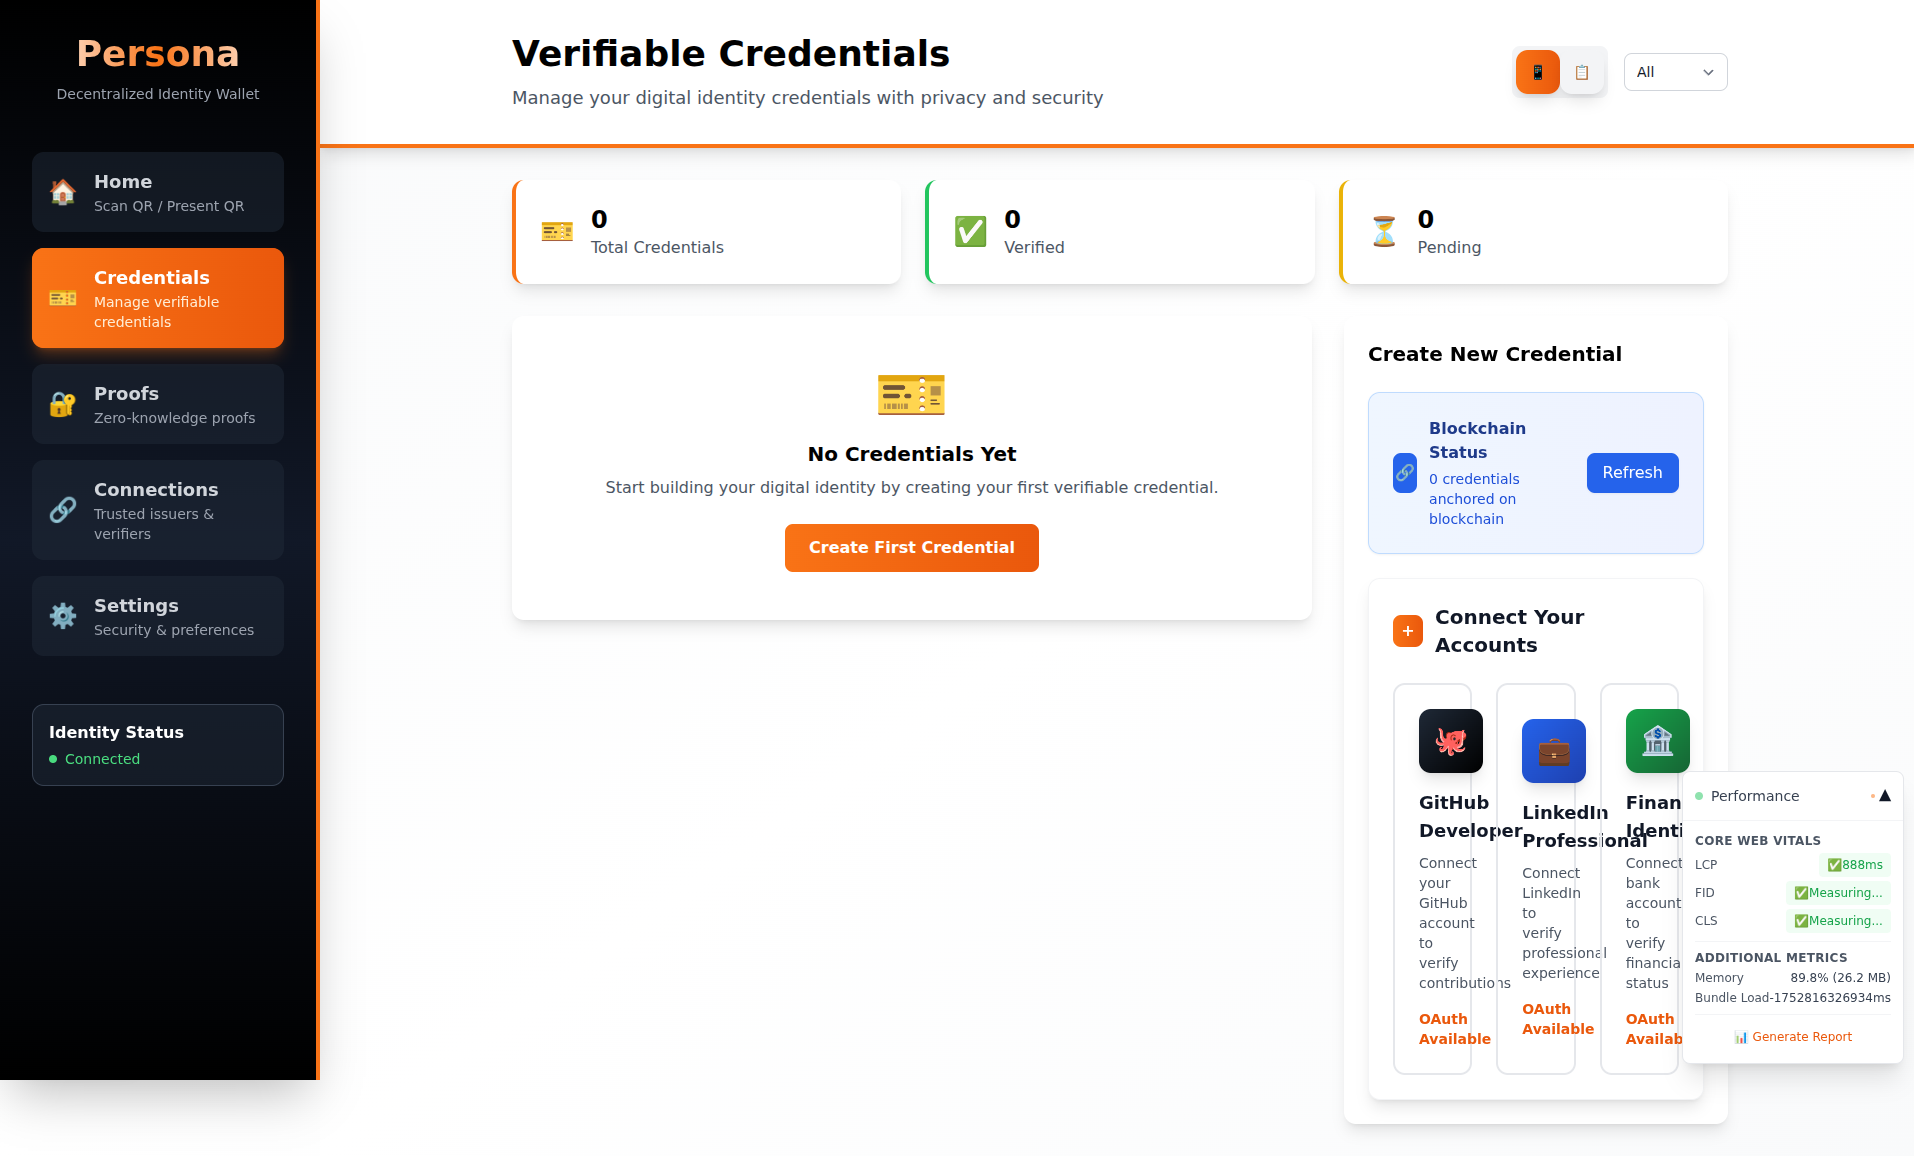 Persona
Decentralized Identity Wallet
Home
Scan QR / Present QR
Credentials
Manage verifiable
credentials
Proofs
Zero-knowledge proofs
Connections
Trusted issuers &
verifiers
Settings
Security & preferences
Identity Status
Connected
Verifiable Credentials
Manage your digital identity credentials with privacy and security
All
0
Total Credentials
0
Verified
0
Pending
No Credentials Yet
Start building your digital identity by creating your first verifiable credential.
Create First Credential
Create New Credential
Blockchain
Status
0 credentials
anchored on
blockchain
Refresh
+
Connect Your
Accounts
GitHub
Developer
Connect
your
GitHub
account
to
verify
contributions
OAuth
Available
LinkedIn
Professional
Connect
LinkedIn
to
verify
professional
experience
OAuth
Available
Finan
Identi
Connect
bank
account
to
verify
financia
status
OAuth
Availab
Performance
CORE WEB VITALS
LCP ✅888ms
FID ✅Measuring...
CLS ✅Measuring...
ADDITIONAL METRICS
Memory 89.8% (26.2 MB)
Bundle Load-1752816326934ms
📊 Generate Report